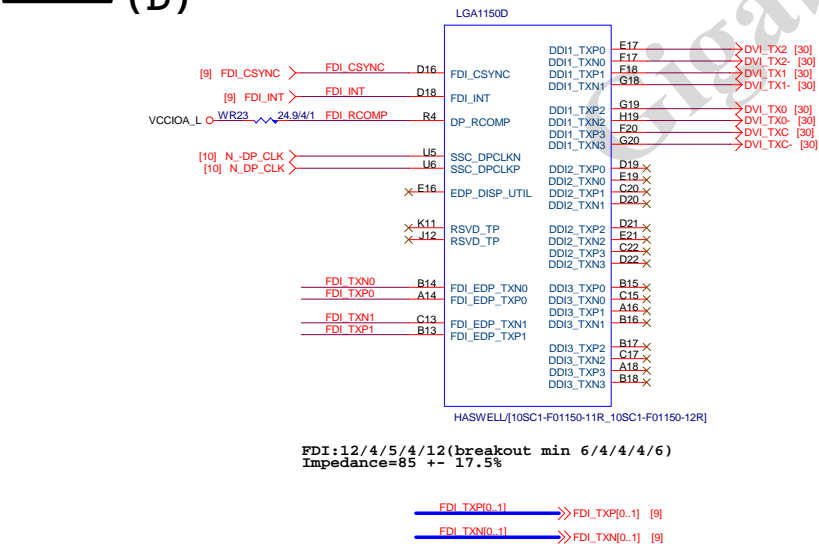 (D)
LGA1150D
[9] FDI_CSYNC FDI_CSYNC D16 FDI_CSYNC
[9] FDI_INT FDI_INT D18 FDI_INT
VCCIOA_L WR23 24.9/4/1 FDI_RCOMP R4 DP_RCOMP
[10] N_-DP_CLK U5 SSC_DPCLKN
[10] N_DP_CLK U6 SSC_DPCLKP
E16 EDP_DISP_UTIL
K11 RSVD_TP
J12 RSVD_TP
FDI_TXN0 B14 FDI_EDP_TXN0
FDI_TXP0 A14 FDI_EDP_TXP0
FDI_TXN1 C13 FDI_EDP_TXN1
FDI_TXP1 B13 FDI_EDP_TXP1
DDI1_TXP0 E17 DVI_TX2 [30]
DDI1_TXN0 F17 DVI_TX2- [30]
DDI1_TXP1 F18 DVI_TX1 [30]
DDI1_TXN1 G18 DVI_TX1- [30]
DDI1_TXP2 G19 DVI_TX0 [30]
DDI1_TXN2 H19 DVI_TX0- [30]
DDI1_TXP3 F20 DVI_TXC [30]
DDI1_TXN3 G20 DVI_TXC- [30]
DDI2_TXP0 D19
DDI2_TXN0 E19
DDI2_TXP1 C20
DDI2_TXN1 D20
DDI2_TXP2 D21
DDI2_TXN2 E21
DDI2_TXP3 C22
DDI2_TXN3 D22
DDI3_TXP0 B15
DDI3_TXN0 C15
DDI3_TXP1 A16
DDI3_TXN1 B16
DDI3_TXP2 B17
DDI3_TXN2 C17
DDI3_TXP3 A18
DDI3_TXN3 B18
HASWELL/[10SC1-F01150-11R_10SC1-F01150-12R]
FDI:12/4/5/4/12(breakout min 6/4/4/4/6)
Impedance=85 +- 17.5%
FDI_TXP[0..1] FDI_TXP[0..1] [9]
FDI_TXN[0..1] FDI_TXN[0..1] [9]